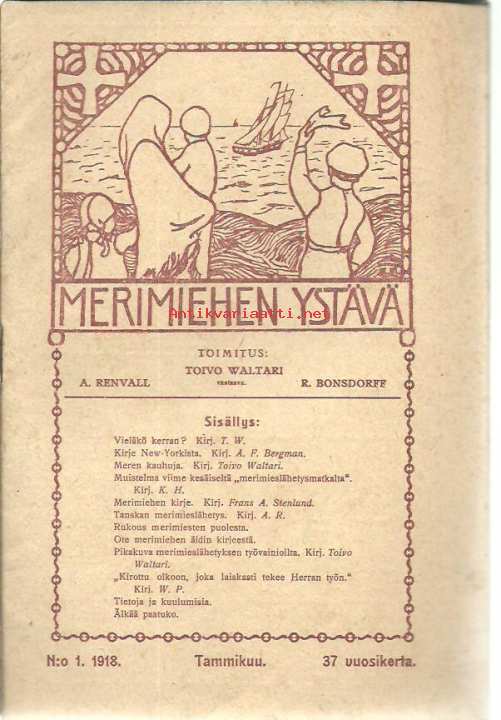 MERIMIEHEN YSTÄVÄ
Antikvariaatti.net
TOIMITUS:
TOIVO WALTARI
A. RENVALL vastaava. R. BONSDORFF
Sisällys:
Vieläkö kerran? Kirj. T. W.
Kirje New-Yorkista. Kirj. A. F. Bergman.
Meren kauhuja. Kirj. Toivo Waltari.
Muistelma viime kesäiseltä „merimieslähetysmatkalta".
Kirj. K. H.
Merimiehen kirje. Kirj. Frans A. Stenlund.
Tanskan merimieslähetys. Kirj. A. R.
Rukous merimiesten puolesta.
Ote merimiehen äidin kirjeestä.
Pikakuva merimieslähetyksen työvainioilta. Kirj. Toivo
Waltari.
„Kirottu olkoon, joka laiskasti tekee Herran työn."
Kirj. W. P.
Tietoja ja kuulumisia.
Älkää paatuko.
N:o 1. 1918. Tammikuu. 37 vuosikerta.